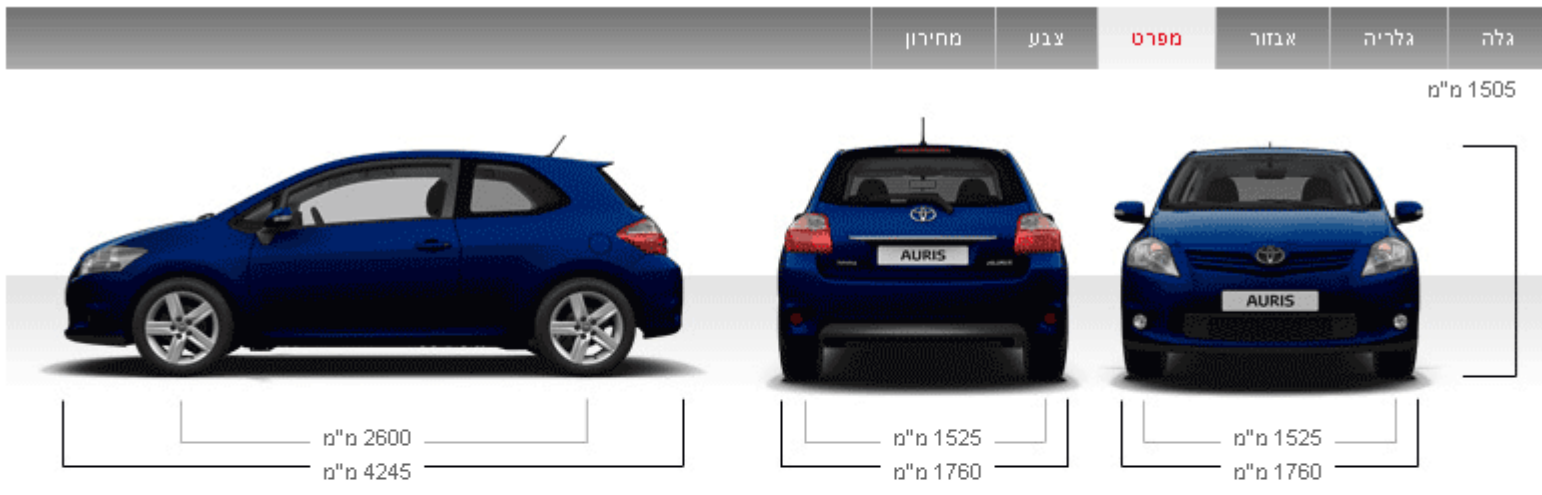 גלה
גלריה
אבזור
מפרט
צבע
מחירון
1505 מ"מ
AURIS
AURIS
2600 מ"מ
4245 מ"מ
1525 מ"מ
1760 מ"מ
1525 מ"מ
1760 מ"מ